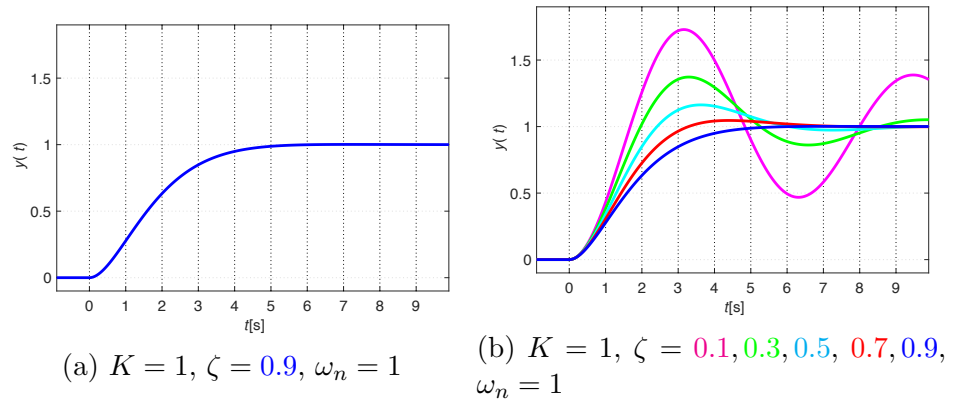 1.5
1
0.5
0
y( t)
0 1 2 3 4 5 6 7 8 9
t[s]
(a) K = 1, ζ = 0.9, ωn = 1
1.5
1
0.5
0
y( t)
0 1 2 3 4 5 6 7 8 9
t[s]
(b) K = 1, ζ = 0.1, 0.3, 0.5, 0.7, 0.9,
ωn = 1